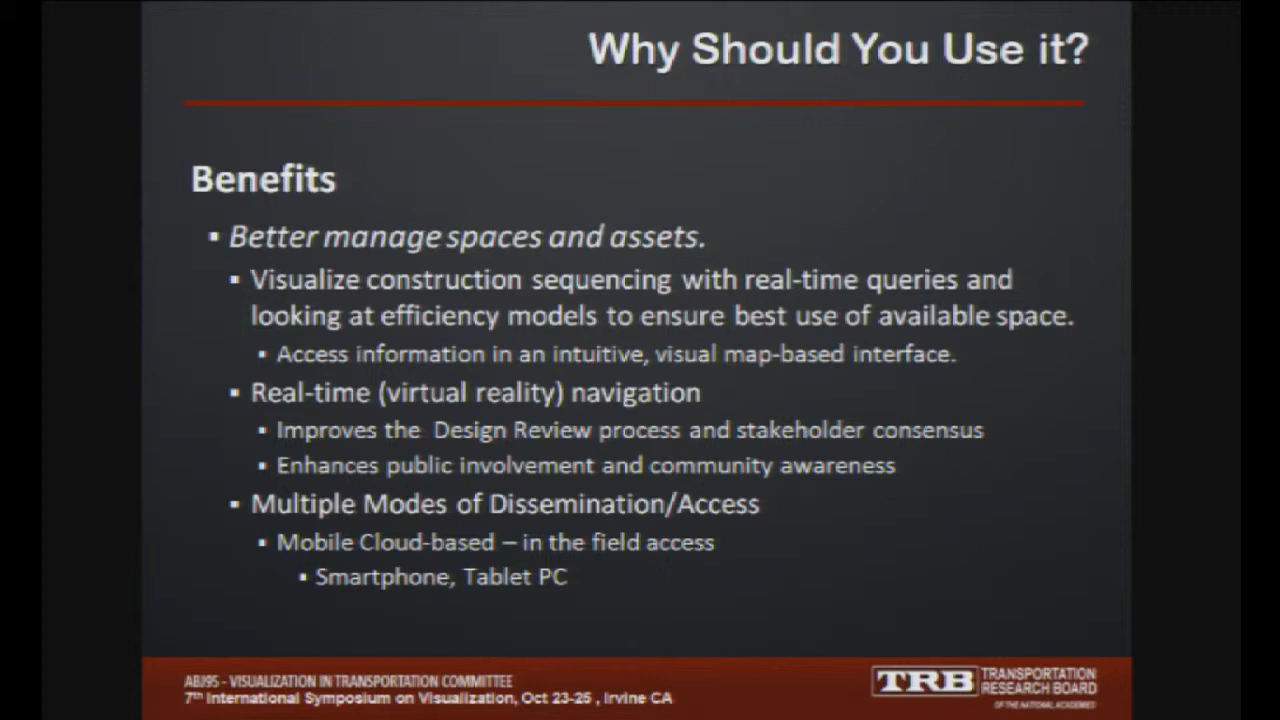 Why Should You Use it?
Benefits
▪ Better manage spaces and assets.
▪ Visualize construction sequencing with real-time queries and
looking at efficiency models to ensure best use of available space.
▪ Access information in an intuitive, visual map-based interface.
▪ Real-time (virtual reality) navigation
▪ Improves the Design Review process and stakeholder consensus
▪ Enhances public involvement and community awareness
▪ Multiple Modes of Dissemination/Access
▪ Mobile Cloud-based – in the field access
▪ Smartphone, Tablet PC
ABJ95 - VISUALIZATION IN TRANSPORTATION COMMITTEE
7th International Symposium on Visualization, Oct 23-25 , Irvine CA
TRB
TRANSPORTATION
RESEARCH BOARD
OF THE NATIONAL ACADEMIES